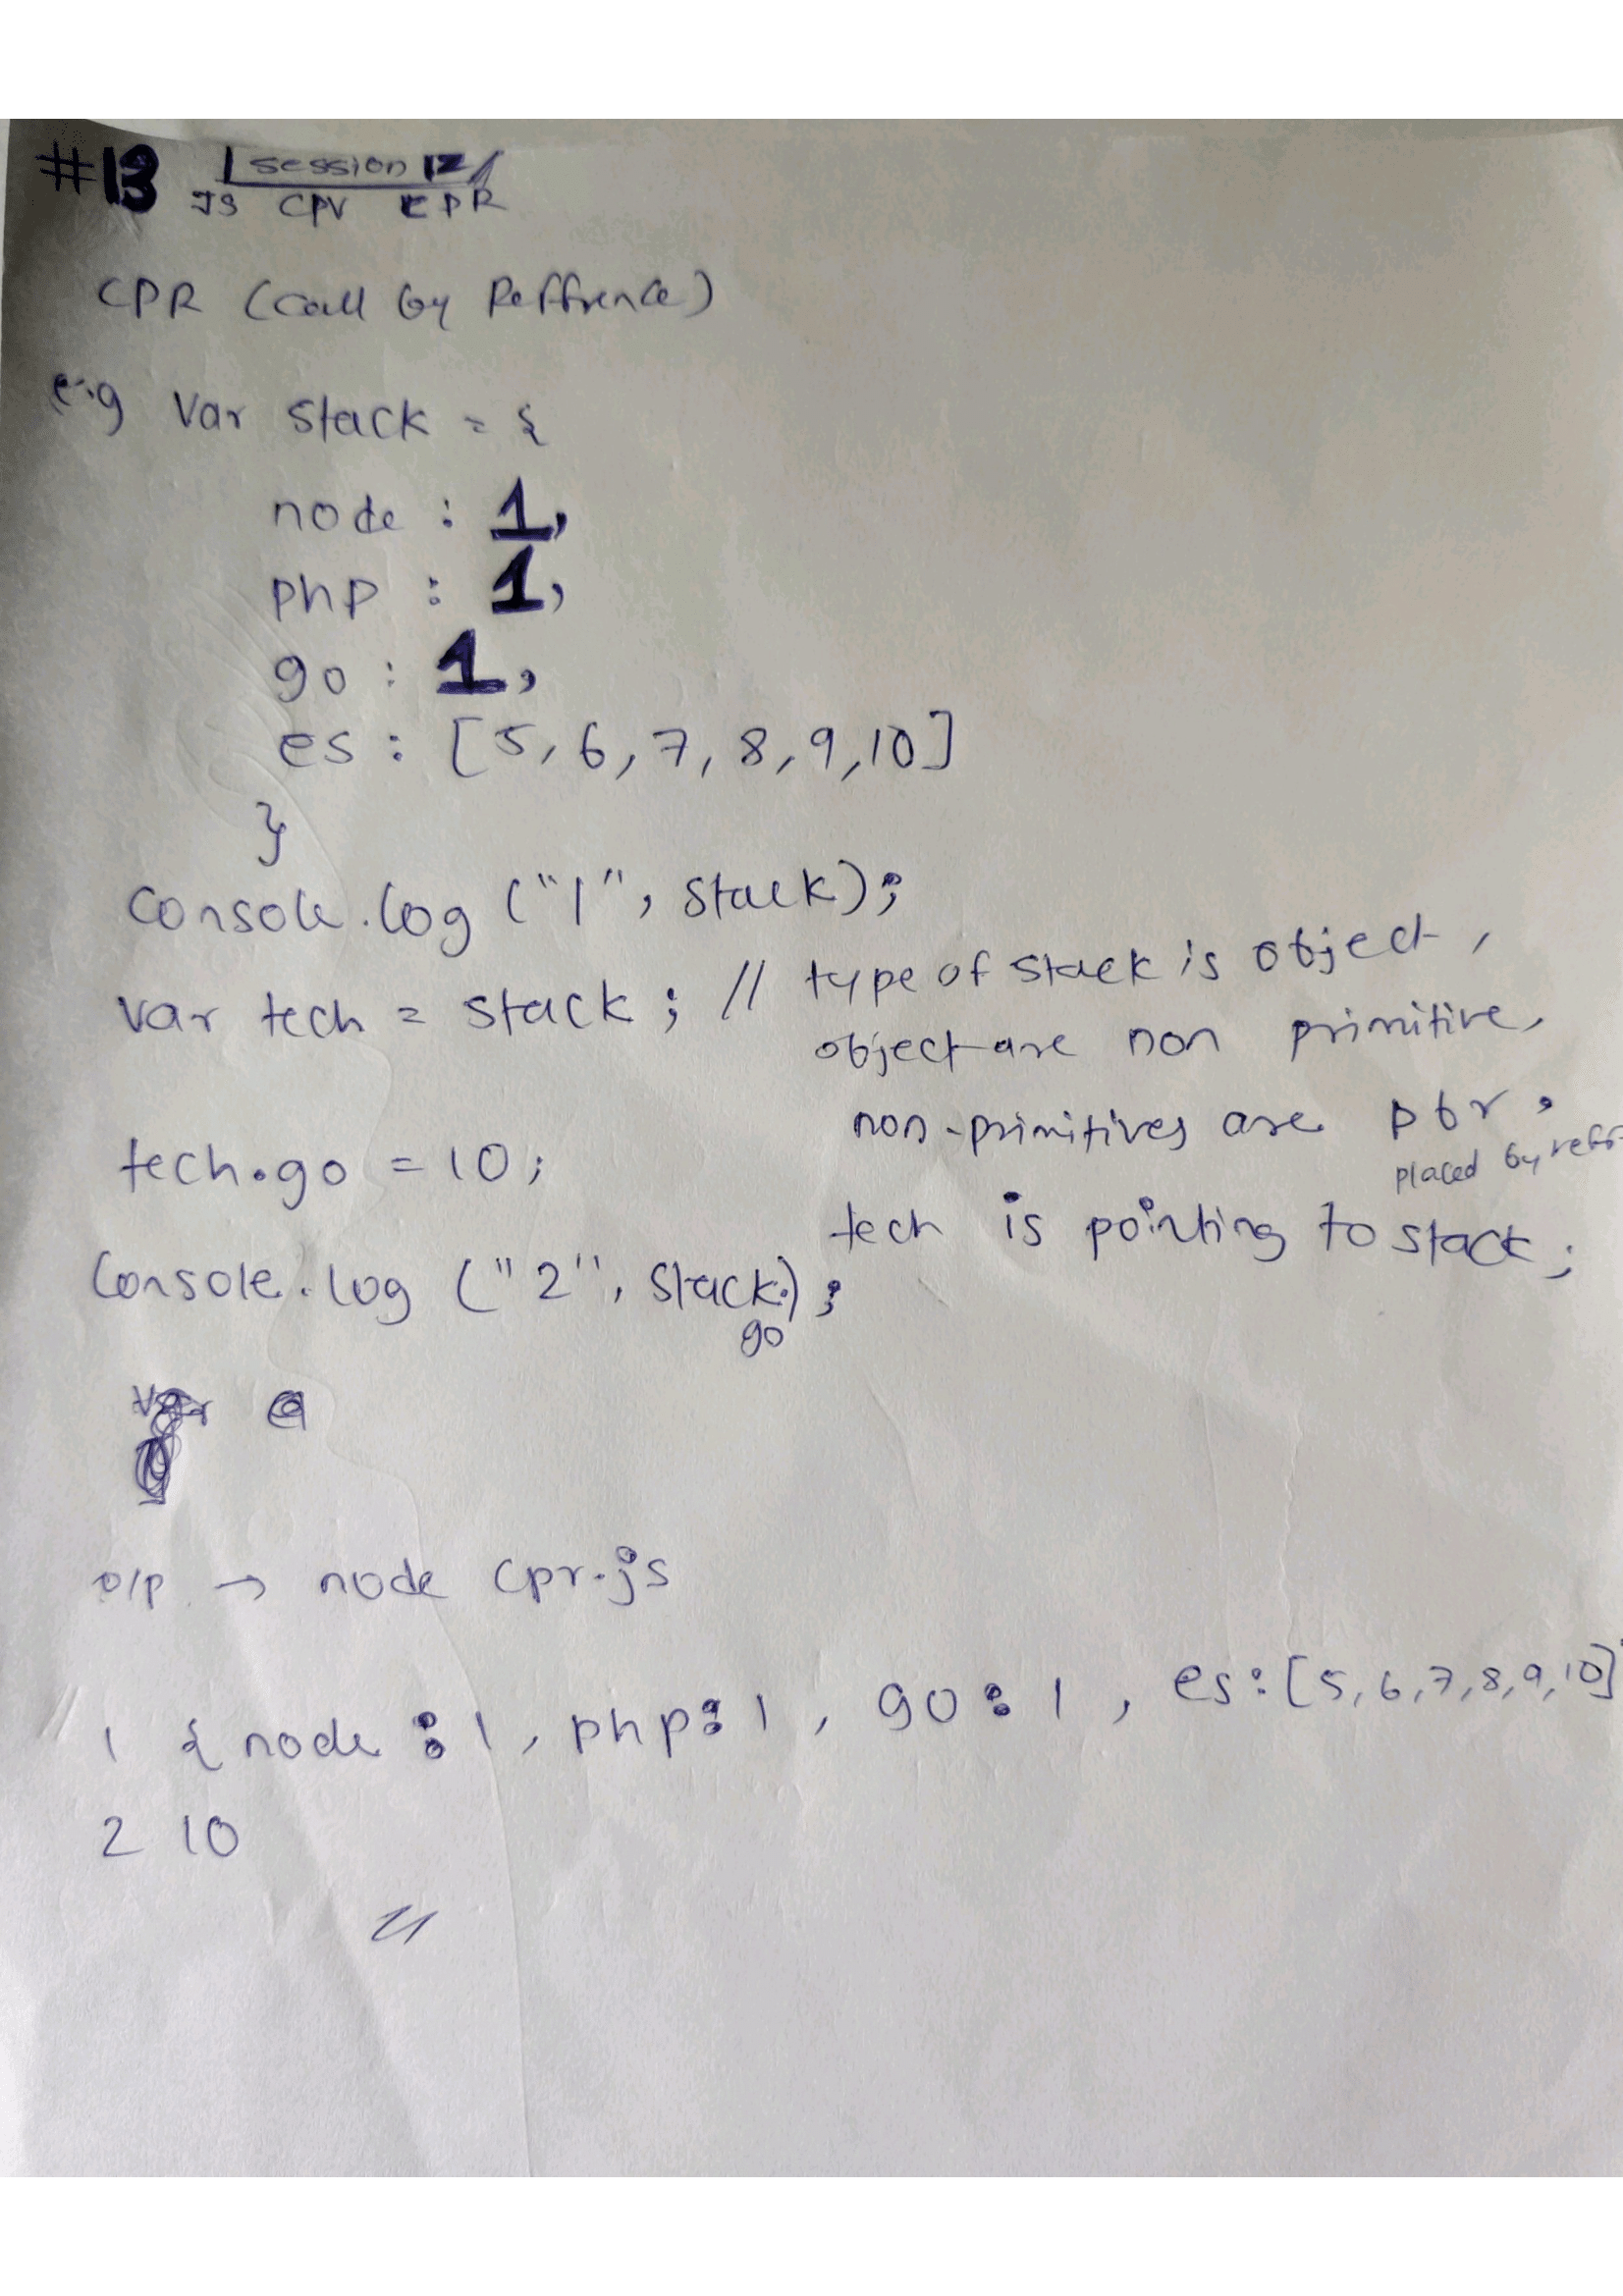 #13 session 12
JS CPV CPR
CPR (Call by Reffrence)
e.g var stack = {
node : 1,
php : 1,
go : 1,
es : [5,6,7,8,9,10]
}
console.log ("1", stack);
var tech = stack ; // type of stack is object,
object are non primitive,
non-primitives are pbr,
placed by
tech.go = 10;
tech is pointing to stack;
Console.log ("2", stack.);
go
o/p → node cpr.js
// 1 { node : 1, php : 1, go : 1, es : [5,6,7,8,9,10]
2 10